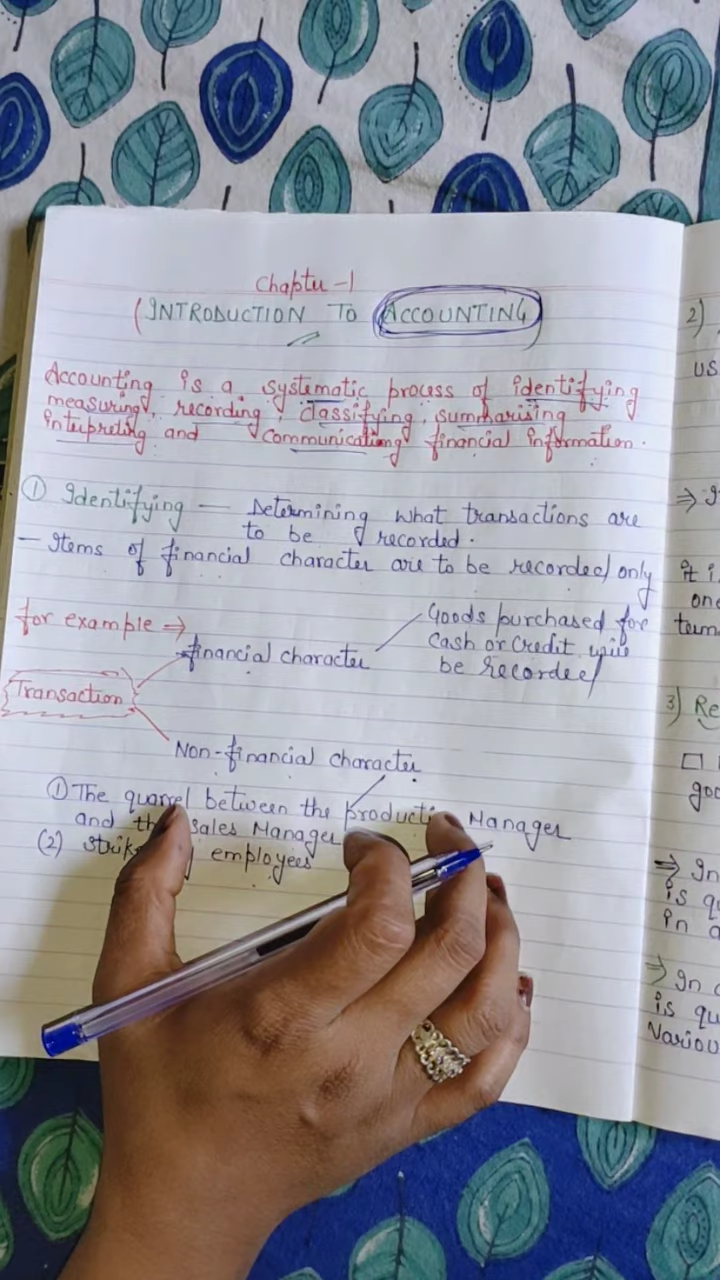 Chapter -1
(INTRODUCTION TO ACCOUNTING)
Accounting is a systematic process of identifying
measuring, recording, classifying, summarising
interpreting and communicating financial information.
① Identifying — Determining what transactions are
to be recorded.
- Items of financial character are to be recorded only
for example ⇒
Goods purchased for
cash or credit will
be recorded
financial character
Transaction
Non-financial character
① The quarrel between the production Manager
and the sales Manager
(2) Strike employees
2)
us
⇒
it i
one
term
3) Re
goo
⇒ In
is qu
in a
⇒ In
is qu
Variou